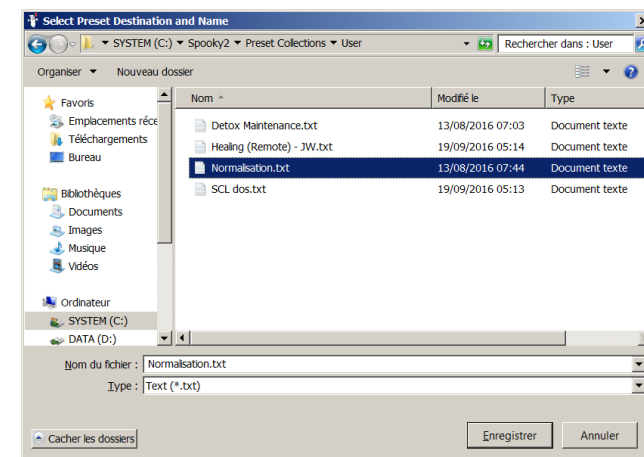 Select Preset Destination and Name
SYSTEM (C:) Spooky2 Preset Collections User
Rechercher dans : User
Organiser Nouveau dossier
Favoris
Emplacements réce
Téléchargements
Bureau
Bibliothèques
Documents
Images
Musique
Vidéos
Ordinateur
SYSTEM (C:)
DATA (D:)
Nom Modifié le Type
Detox Maintenance.txt 13/08/2016 07:03 Document texte
Healing (Remote) - JW.txt 19/09/2016 05:14 Document texte
Normalisation.txt 13/08/2016 07:44 Document texte
SCL dos.txt 19/09/2016 05:13 Document texte
Nom du fichier : Normalisation.txt
Type : Text (*.txt)
Cacher les dossiers
Enregistrer
Annuler